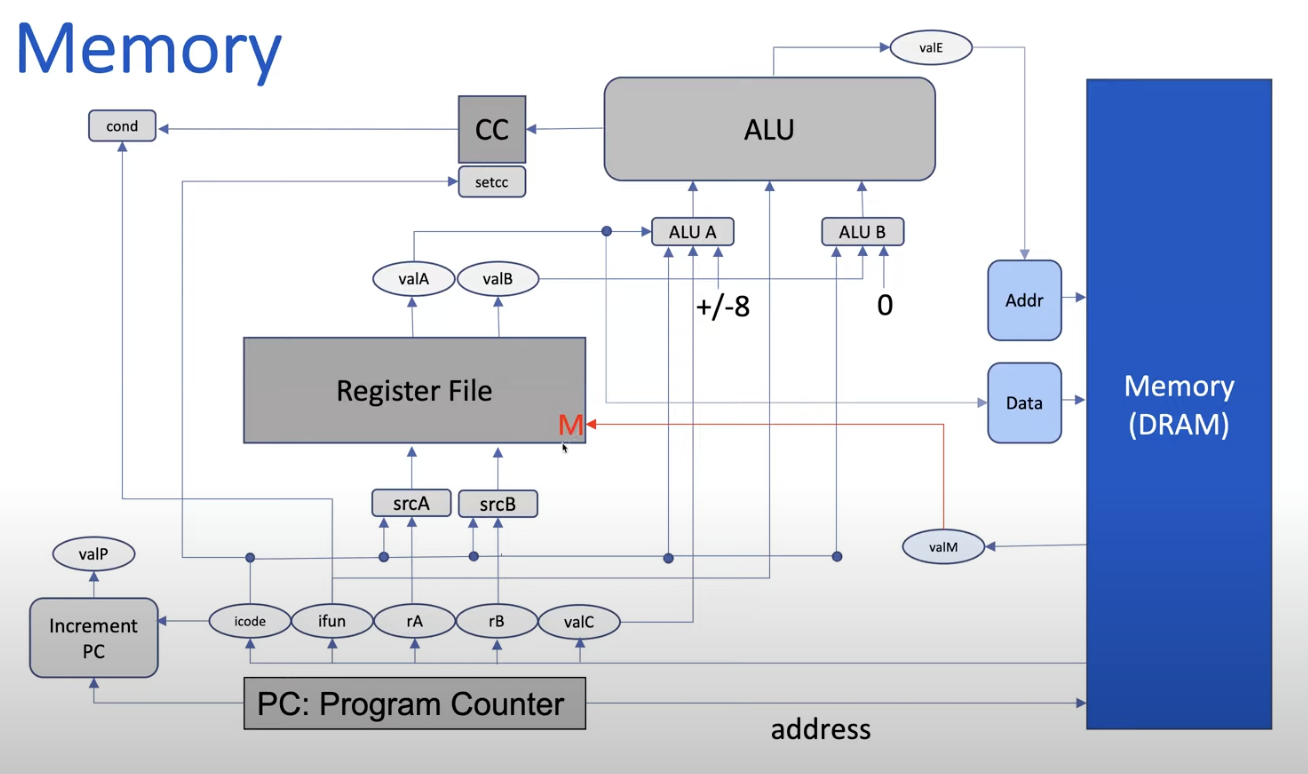 Memory
valE
cond
CC
ALU
setcc
ALU A
ALU B
valA
valB
+/-8
0
Addr
Register File
M
Data
Memory
(DRAM)
srcA
srcB
valP
valM
Increment
PC
icode
ifun
rA
rB
valC
PC: Program Counter
address